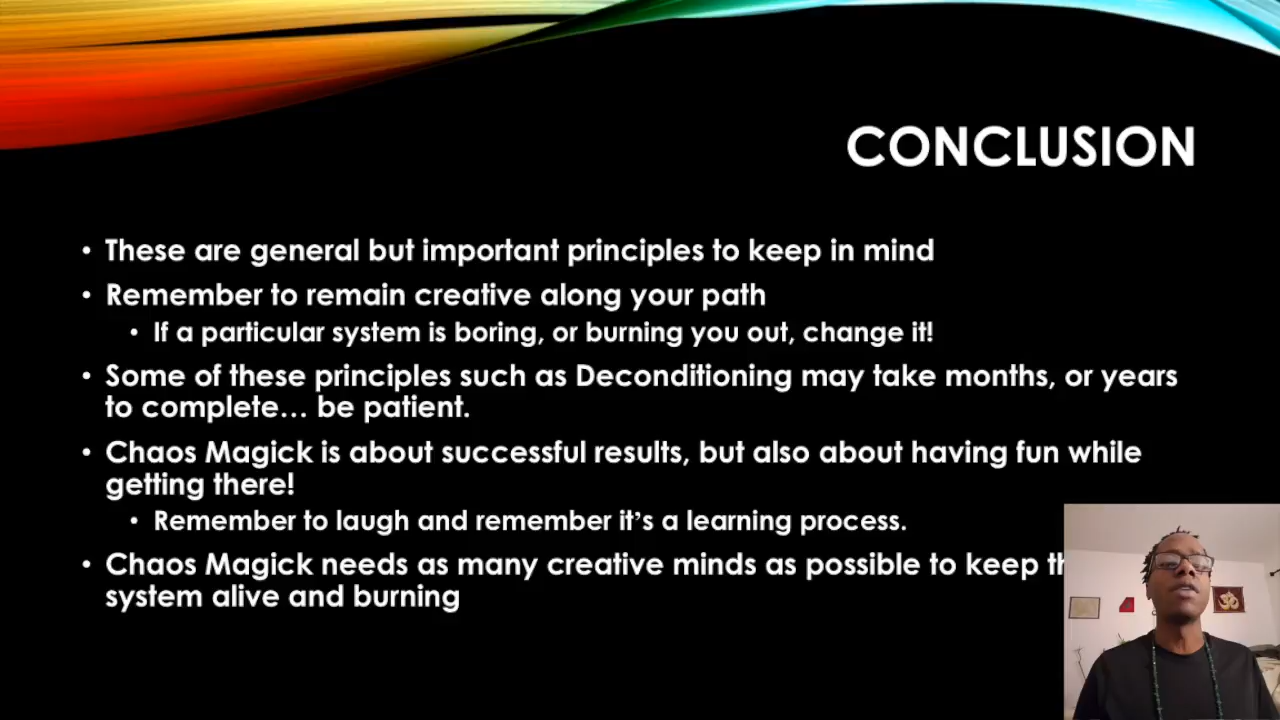 CONCLUSION
• These are general but important principles to keep in mind
• Remember to remain creative along your path
• If a particular system is boring, or burning you out, change it!
• Some of these principles such as Deconditioning may take months, or years
to complete… be patient.
• Chaos Magick is about successful results, but also about having fun while
getting there!
• Remember to laugh and remember it's a learning process.
• Chaos Magick needs as many creative minds as possible to keep
system alive and burning